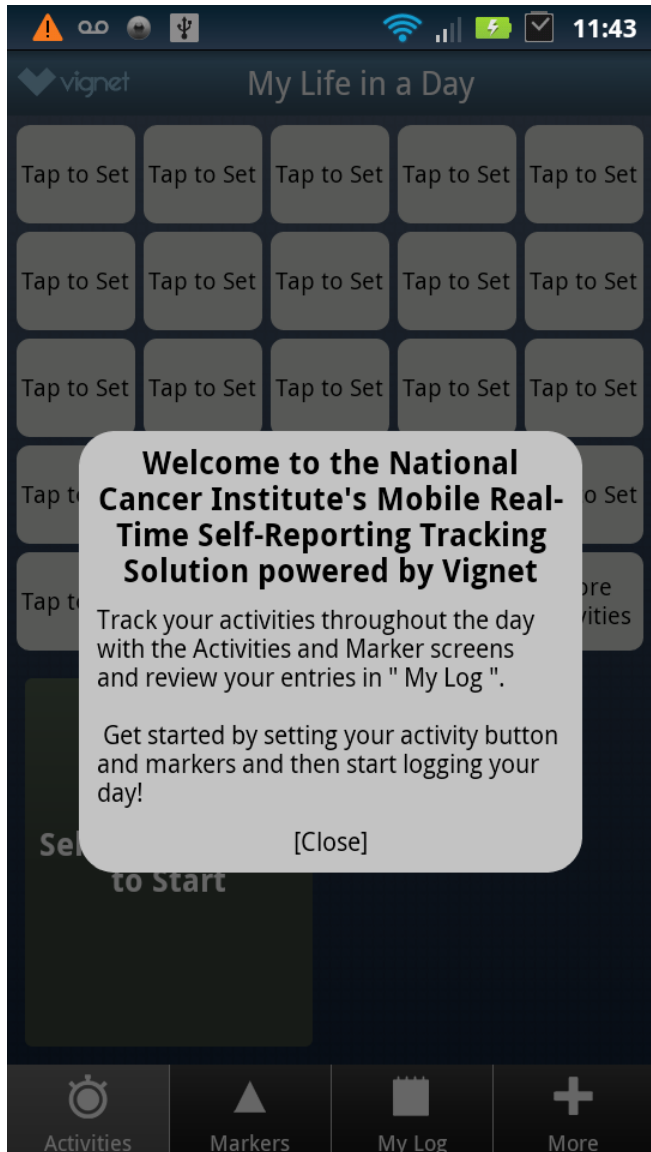 11:43
vignet
My Life in a Day
Tap to Set Tap to Set Tap to Set Tap to Set Tap to Set
Tap to Set Tap to Set Tap to Set Tap to Set Tap to Set
Tap to Set Tap to Set Tap to Set Tap to Set Tap to Set
Tap
Set
Welcome to the National
Cancer Institute's Mobile Real-
Time Self-Reporting Tracking
Solution powered by Vignet
Tap
Track your activities throughout the day
with the Activities and Marker screens
and review your entries in " My Log ".
Get started by setting your activity button
and markers and then start logging your
day!
[Close]
to Start
Activities Markers My Log More